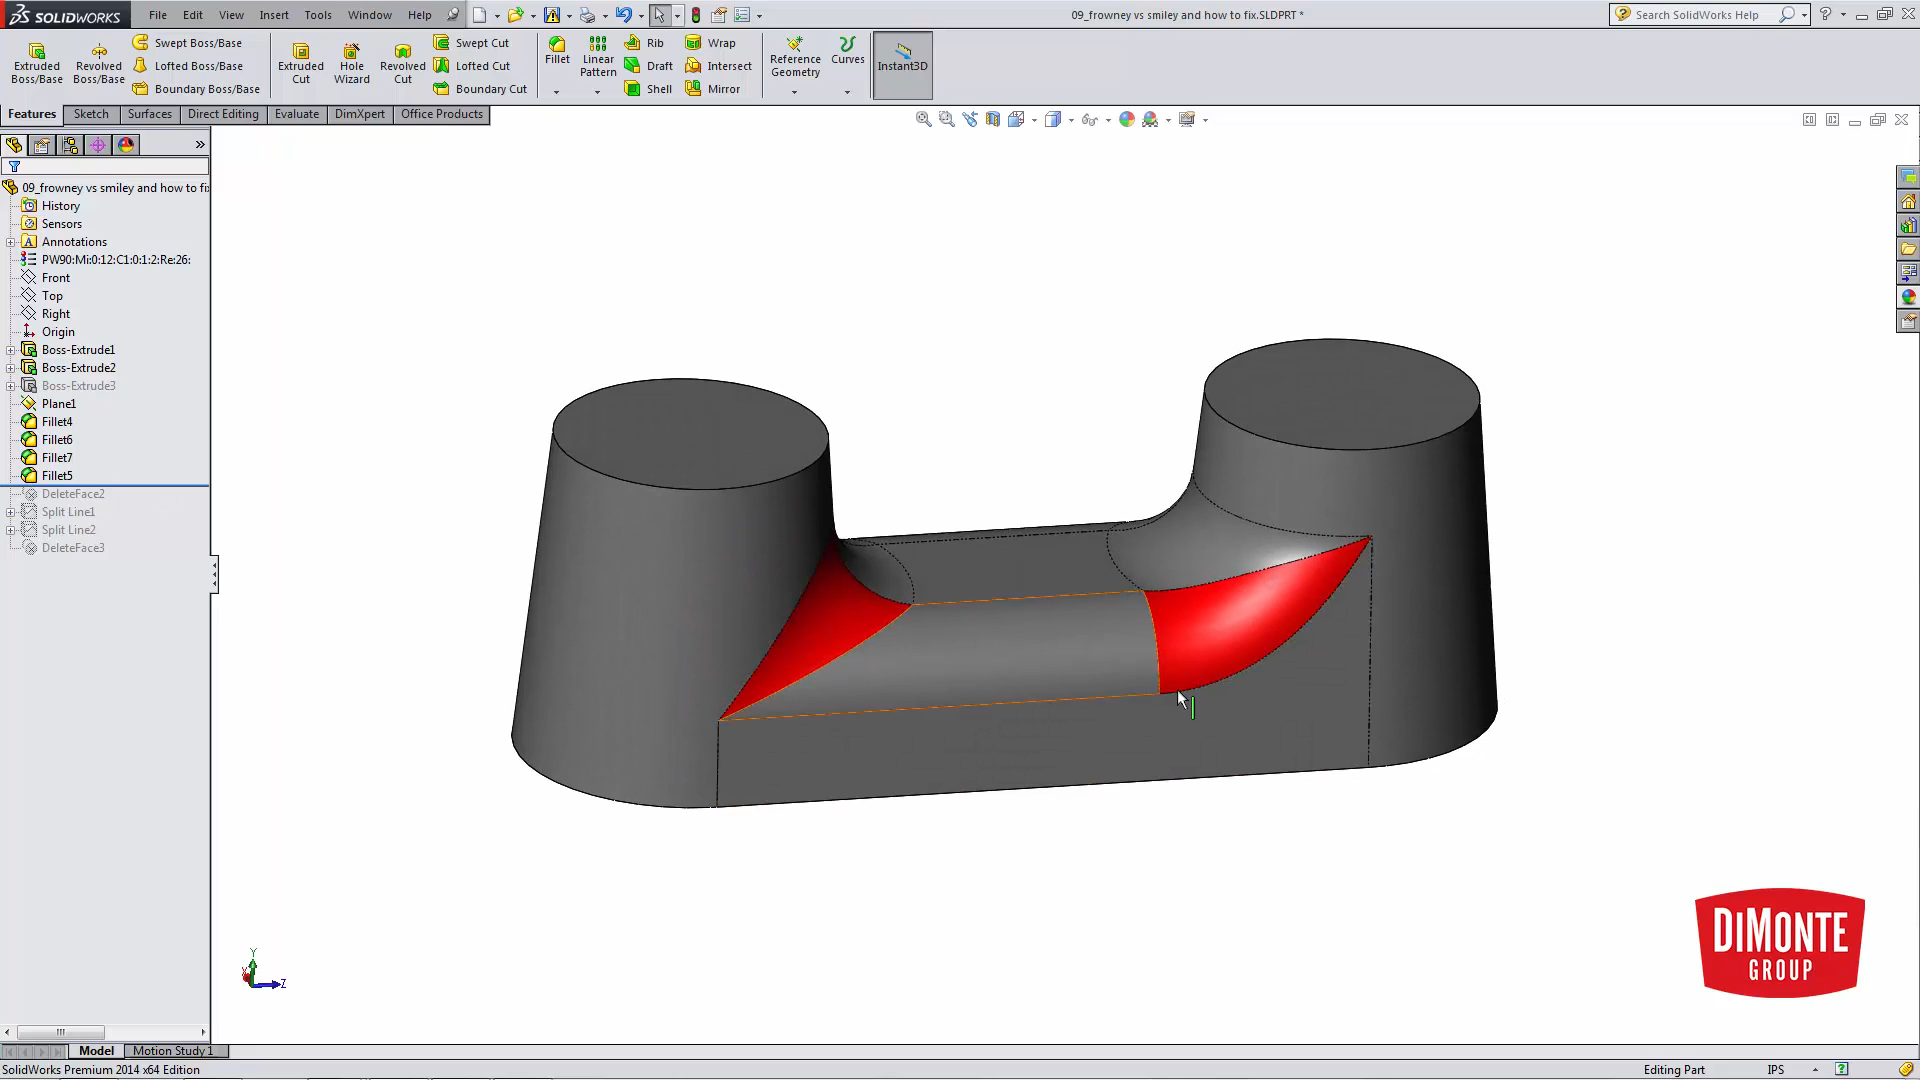 SOLIDWORKS File Edit View Insert Tools Window Help 09_frowney vs smiley and how to fix.SLDPRT * Search SolidWorks Help
Extruded Boss/Base
Revolved Boss/Base
Swept Boss/Base
Lofted Boss/Base
Boundary Boss/Base
Extruded Cut
Hole Wizard
Revolved Cut
Swept Cut
Lofted Cut
Boundary Cut
Fillet
Linear Pattern
Rib
Draft
Shell
Wrap
Intersect
Mirror
Reference Geometry
Curves
Instant3D
Features Sketch Surfaces Direct Editing Evaluate DimXpert Office Products
09_frowney vs smiley and how to fi
History
Sensors
Annotations
PW90:Mi:0:12:C1:0:1:2:Re:26:
Front
Top
Right
Origin
Boss-Extrude1
Boss-Extrude2
Boss-Extrude3
Plane1
Fillet4
Fillet6
Fillet7
Fillet5
DeleteFace2
Split Line1
Split Line2
DeleteFace3
Y
Z
DiMONTE
GROUP
Model Motion Study 1
SolidWorks Premium 2014 x64 Edition Editing Part IPS